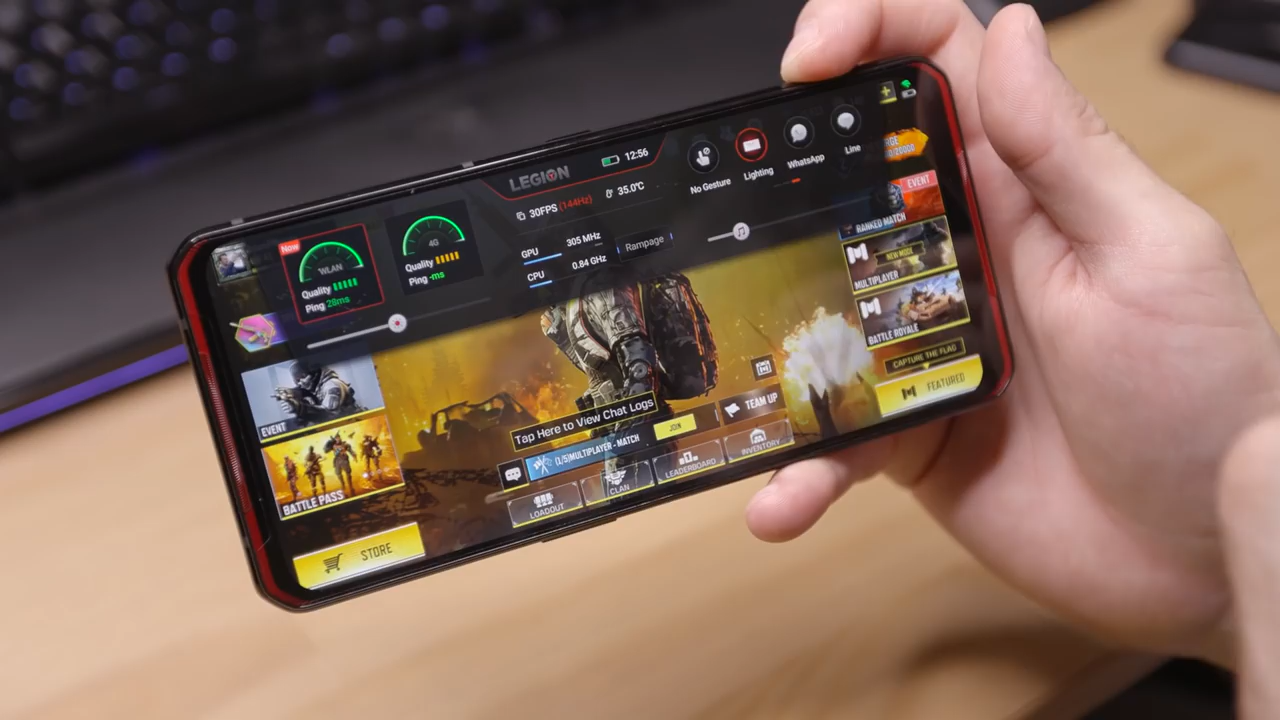 LEGION
12:56
30FPS (144Hz)
35.0℃
GPU
305 MHz
CPU
0.84 GHz
Rampage
No Gesture
Lighting
WhatsApp
Line
Now
WLAN
Quality
Ping 28ms
4G
Quality
Ping -ms
EVENT
RANKED MATCH
NEW MODE
MULTIPLAYER
BATTLE ROYALE
CAPTURE THE FLAG
FEATURED
EVENT
BATTLE PASS
STORE
Tap Here to View Chat Logs
(1/5)MULTIPLAYER - MATCH
JOIN
TEAM UP
LOADOUT
CLAN
LEADERBOARD
INVENTORY